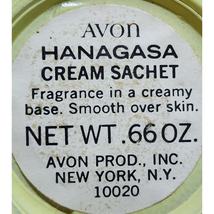 Avon
HANAGASA
CREAM SACHET
Fragrance in a creamy
base. Smooth over skin.
NET WT. .66 OZ.
AVON PROD., INC.
NEW YORK, N.Y.
10020